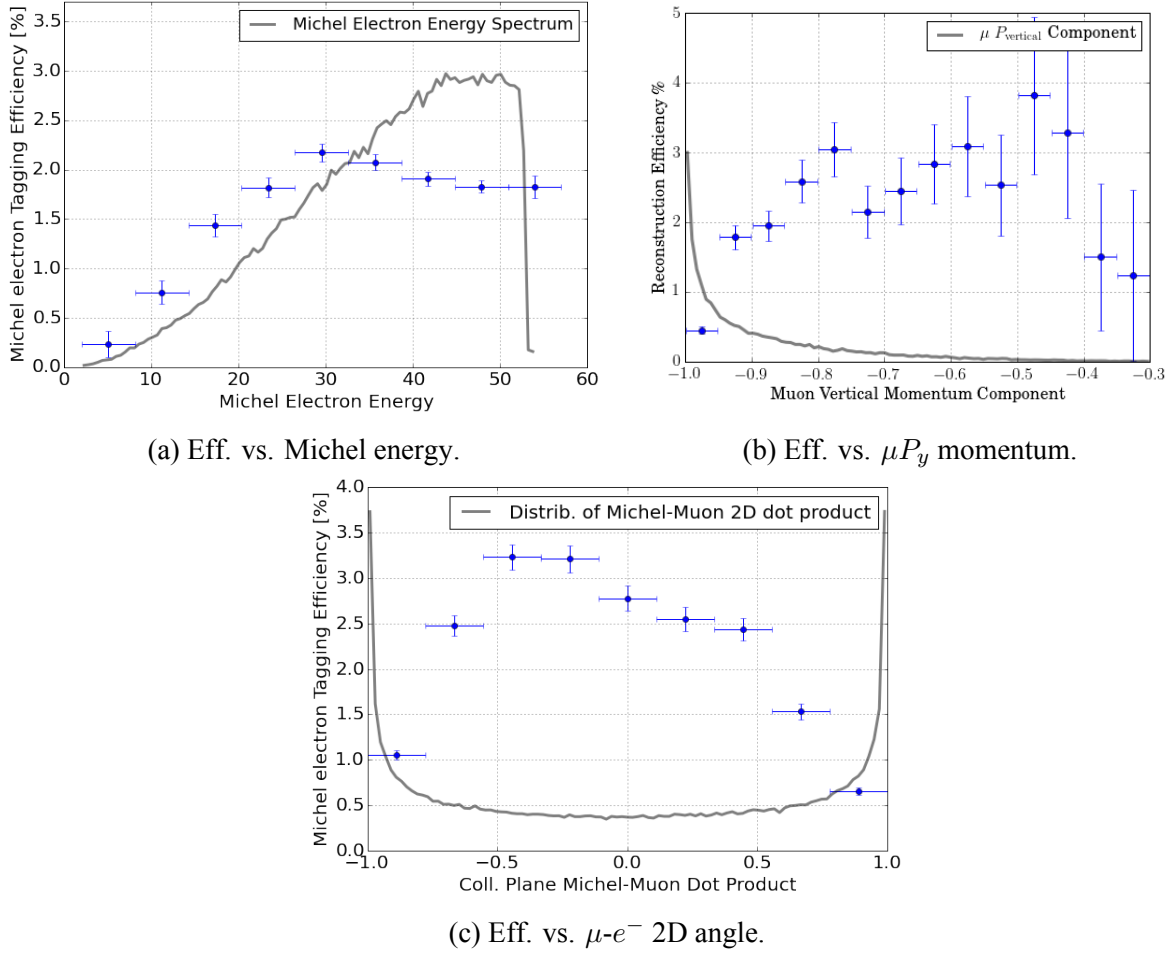 3.5
3.0
2.5
2.0
1.5
1.0
0.5
0.0
Michel electron Tagging Efficiency [%]
Michel Electron Energy Spectrum
0 10 20 30 40 50 60
Michel Electron Energy
(a) Eff. vs. Michel energy.
5
4
3
2
1
0
Reconstruction Efficiency %
μ P_vertical Component
−1.0 −0.9 −0.8 −0.7 −0.6 −0.5 −0.4 −0.3
Muon Vertical Momentum Component
(b) Eff. vs. μP_y momentum.
4.0
3.5
3.0
2.5
2.0
1.5
1.0
0.5
0.0
Michel electron Tagging Efficiency [%]
Distrib. of Michel-Muon 2D dot product
−1.0 −0.5 0.0 0.5 1.0
Coll. Plane Michel-Muon Dot Product
(c) Eff. vs. μ-e⁻ 2D angle.